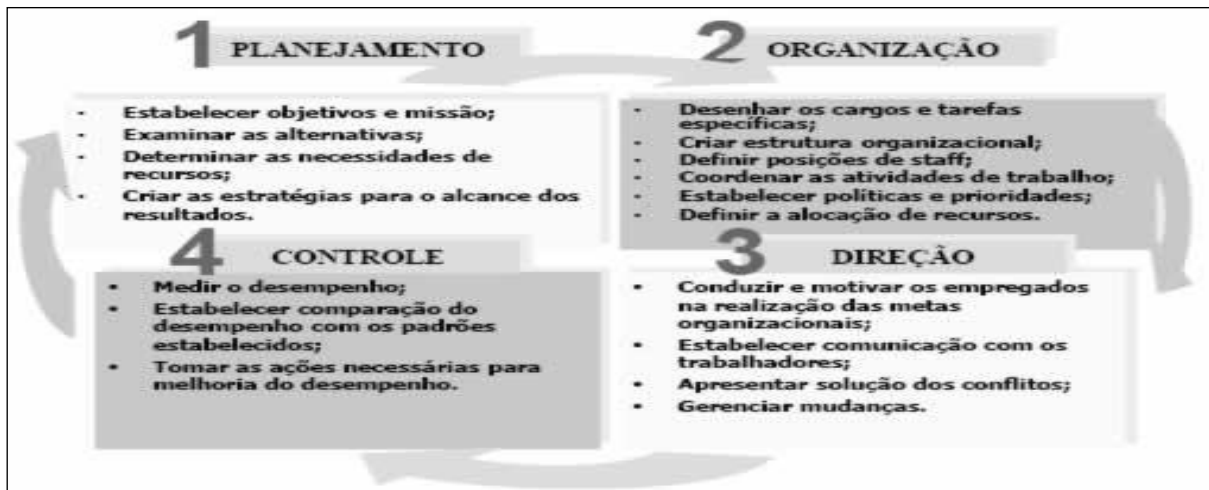 1 PLANEJAMENTO
- Estabelecer objetivos e missão;
- Examinar as alternativas;
- Determinar as necessidades de
recursos;
- Criar as estratégias para o alcance dos
resultados.
2 ORGANIZAÇÃO
- Desenhar os cargos e tarefas
específicas;
- Criar estrutura organizacional;
- Definir posições de staff;
- Coordenar as atividades de trabalho;
- Estabelecer políticas e prioridades;
- Definir a alocação de recursos.
3 DIREÇÃO
• Conduzir e motivar os empregados
na realização das metas
organizacionais;
• Estabelecer comunicação com os
trabalhadores;
• Apresentar solução dos conflitos;
• Gerenciar mudanças.
4 CONTROLE
• Medir o desempenho;
• Estabelecer comparação do
desempenho com os padrões
estabelecidos;
• Tomar as ações necessárias para
melhoria do desempenho.